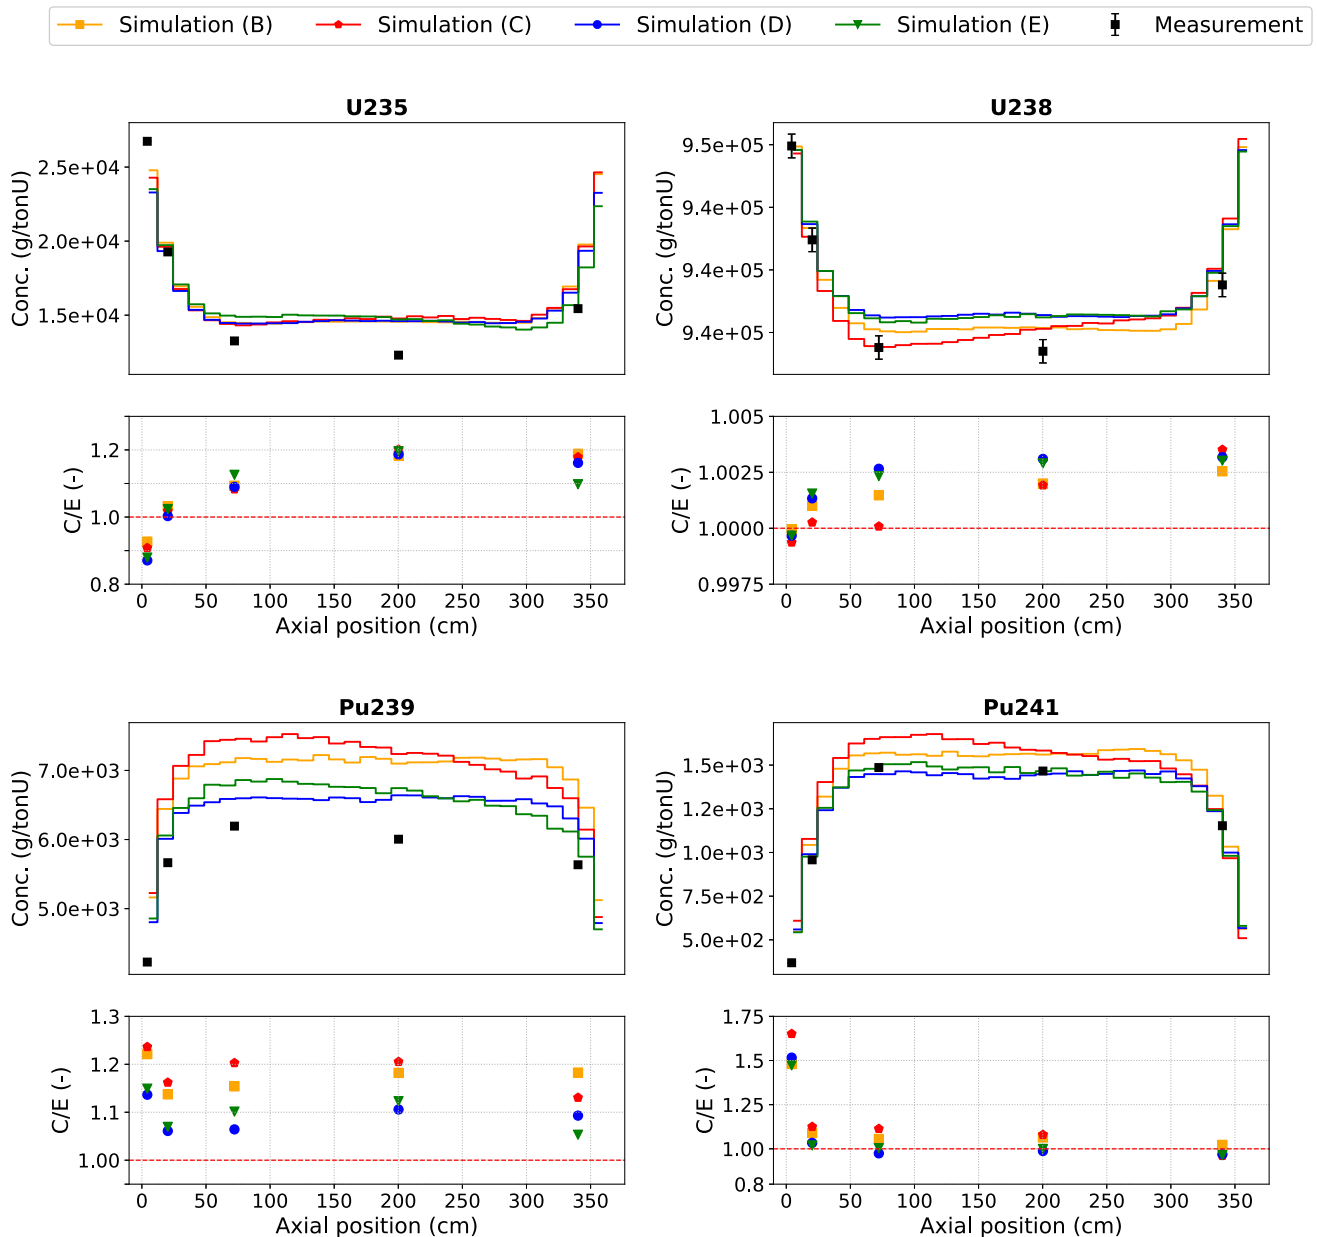 Simulation (B) Simulation (C) Simulation (D) Simulation (E) Measurement
U235
Conc. (g/tonU)
2.5e+04
2.0e+04
1.5e+04
C/E (-)
1.2
1.0
0.8
0 50 100 150 200 250 300 350
Axial position (cm)
U238
Conc. (g/tonU)
9.5e+05
9.4e+05
9.4e+05
9.4e+05
C/E (-)
1.005
1.0025
1.0000
0.9975
0 50 100 150 200 250 300 350
Axial position (cm)
Pu239
Conc. (g/tonU)
7.0e+03
6.0e+03
5.0e+03
C/E (-)
1.3
1.2
1.1
1.00
0 50 100 150 200 250 300 350
Axial position (cm)
Pu241
Conc. (g/tonU)
1.5e+03
1.2e+03
1.0e+03
7.5e+02
5.0e+02
C/E (-)
1.75
1.5
1.25
1.00
0.8
0 50 100 150 200 250 300 350
Axial position (cm)